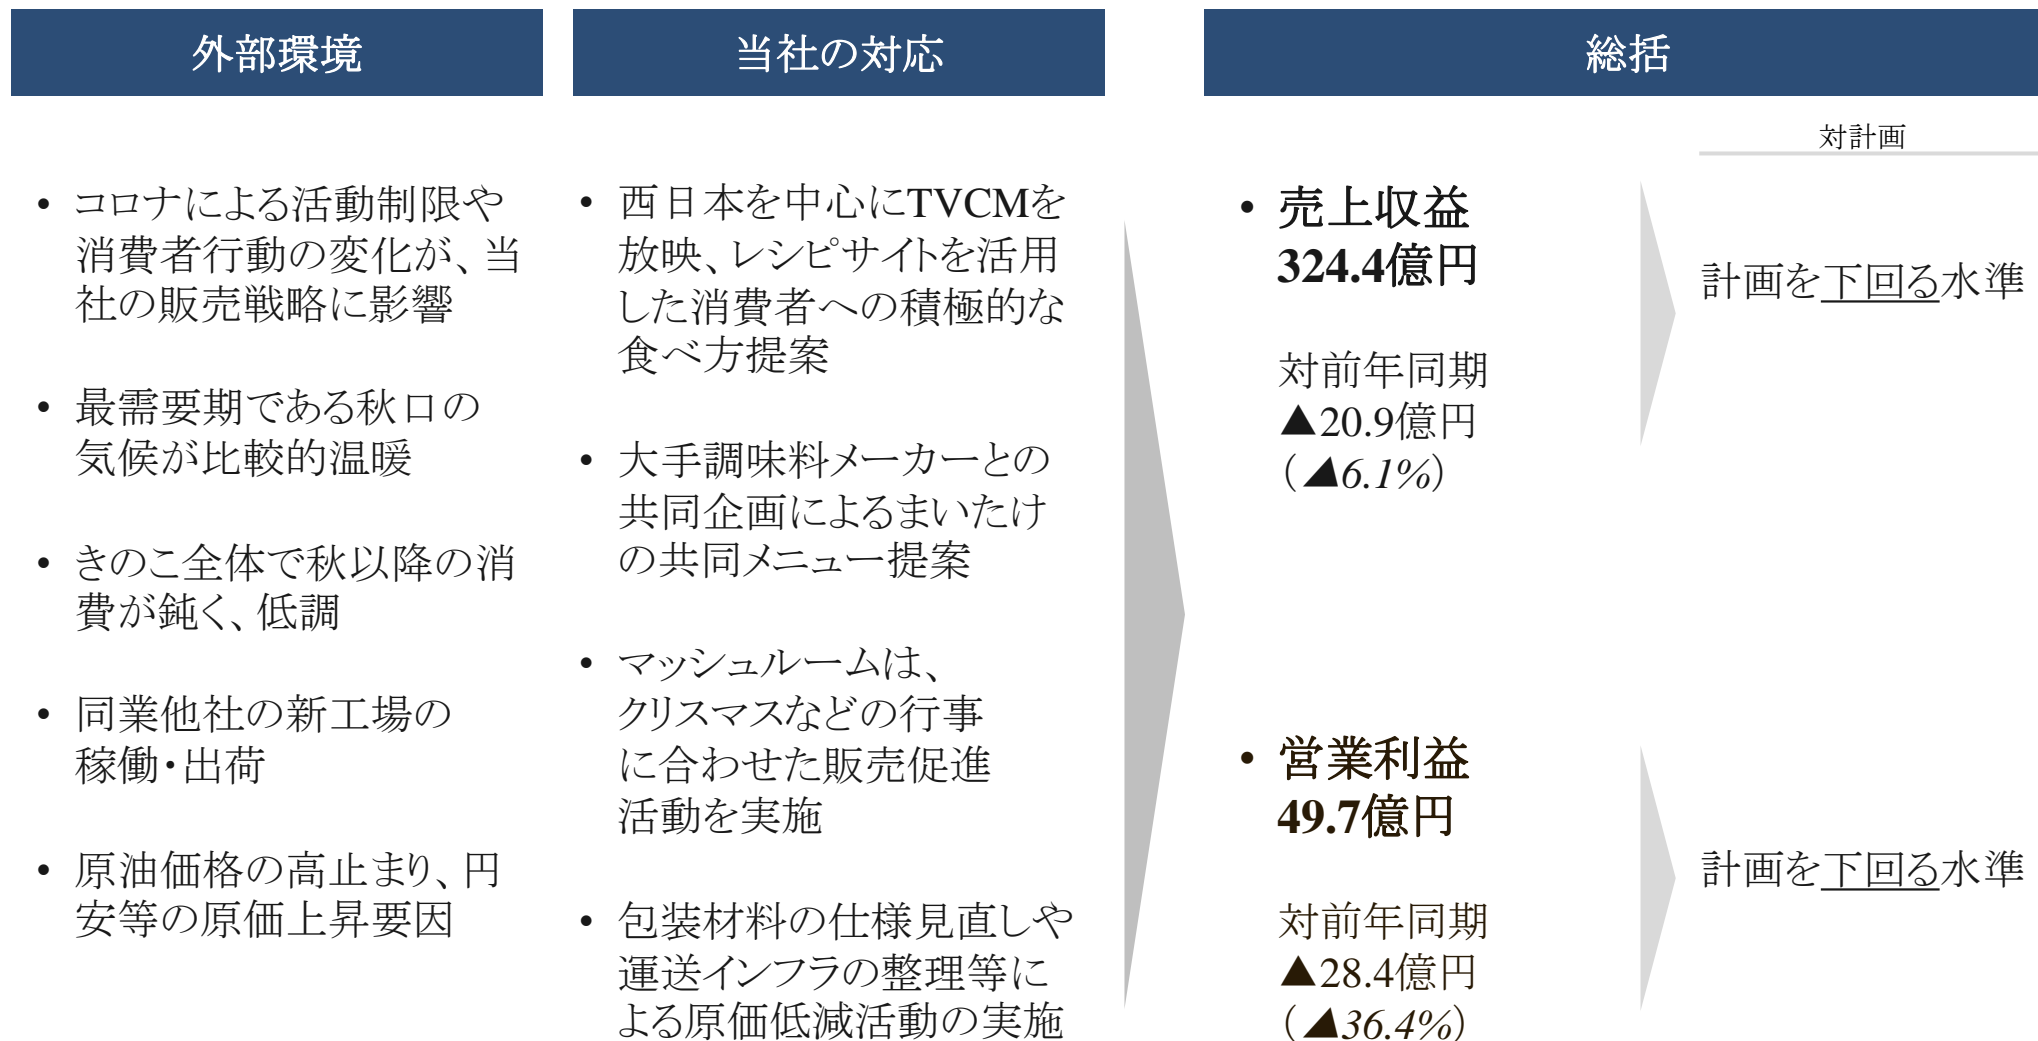 外部環境
• コロナによる活動制限や
消費者行動の変化が、当
社の販売戦略に影響
• 最需要期である秋口の
気候が比較的温暖
• きのこ全体で秋以降の消
費が鈍く、低調
• 同業他社の新工場の
稼働・出荷
• 原油価格の高止まり、円
安等の原価上昇要因
当社の対応
• 西日本を中心にTVCMを
放映、レシピサイトを活用
した消費者への積極的な
食べ方提案
• 大手調味料メーカーとの
共同企画によるまいたけ
の共同メニュー提案
• マッシュルームは、
クリスマスなどの行事
に合わせた販売促進
活動を実施
• 包装材料の仕様見直しや
運送インフラの整理等に
よる原価低減活動の実施
総括
対計画
• 売上収益
324.4億円
対前年同期
▲20.9億円
（▲6.1%）
計画を下回る水準
• 営業利益
49.7億円
対前年同期
▲28.4億円
（▲36.4%）
計画を下回る水準